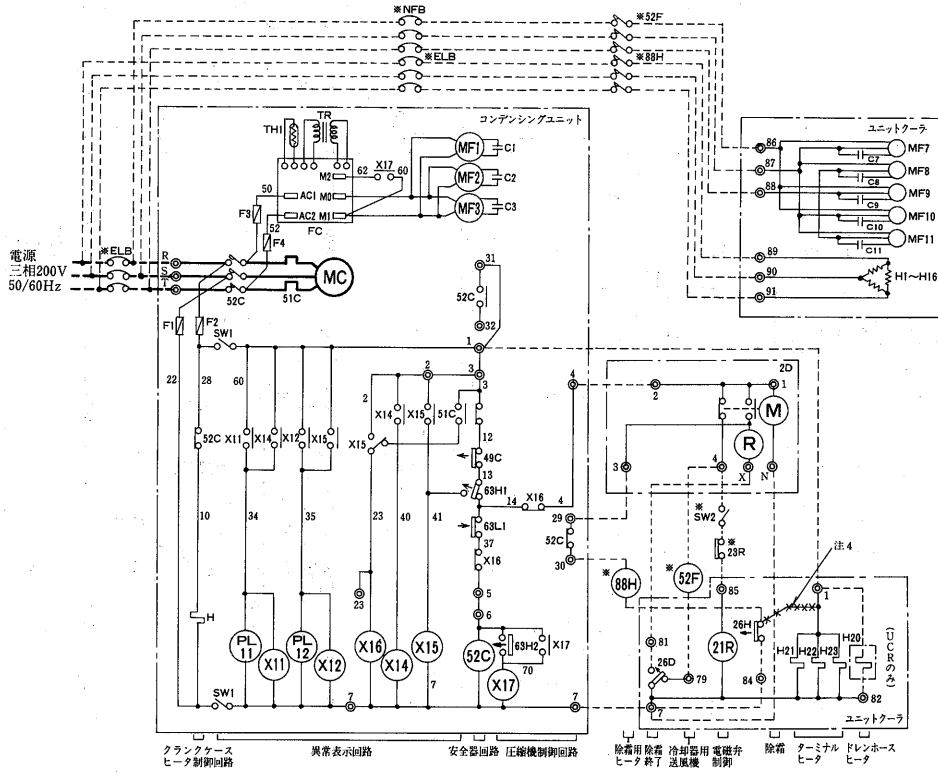 ※NFB
※52F
※ELB
※88H
コンデンシングユニット
TH1
TR
MF1
C1
M2
62
X17
60
MF2
C2
50
AC1
M0
MF3
C3
F3
52
AC2
M1
F4
FC
ユニットクーラ
86
MF7
C7
87
MF8
C8
88
MF9
C9
MF10
C10
MF11
C11
89
90
H1~H16
91
電源
三相200V
50/60Hz
※ELB
R
S
T
52C
51C
MC
31
52C
32
F1
F2
SW1
1
22
28
60
2
3
2
3
4
2
2D
1
M
52C
X11
X14
X12
X15
X15
X14
X15
51C
12
49C
13
63H1
R
3
4
X
N
10
34
35
23
40
41
14
X16
4
63L1
29
※
SW2
37
52C
※
23R
X16
30
注4
23
5
※
88H
※
52F
85
1
H
6
26H
81
21R
H21
H22
H23
H20
(UCRのみ)
PL
11
X11
PL
12
X12
X16
X14
X15
52C
63H2
X17
26D
79
84
X17
70
SW1
7
7
7
7
82
ユニットクーラ
クランクケース
ヒータ制御回路
異常表示回路
安全器回路
圧縮機制御回路
除霜用
ヒータ
除霜
終了
冷却器用
送風機
電磁弁
制御
除霜
ターミナル
ヒータ
ドレンホース
ヒータ